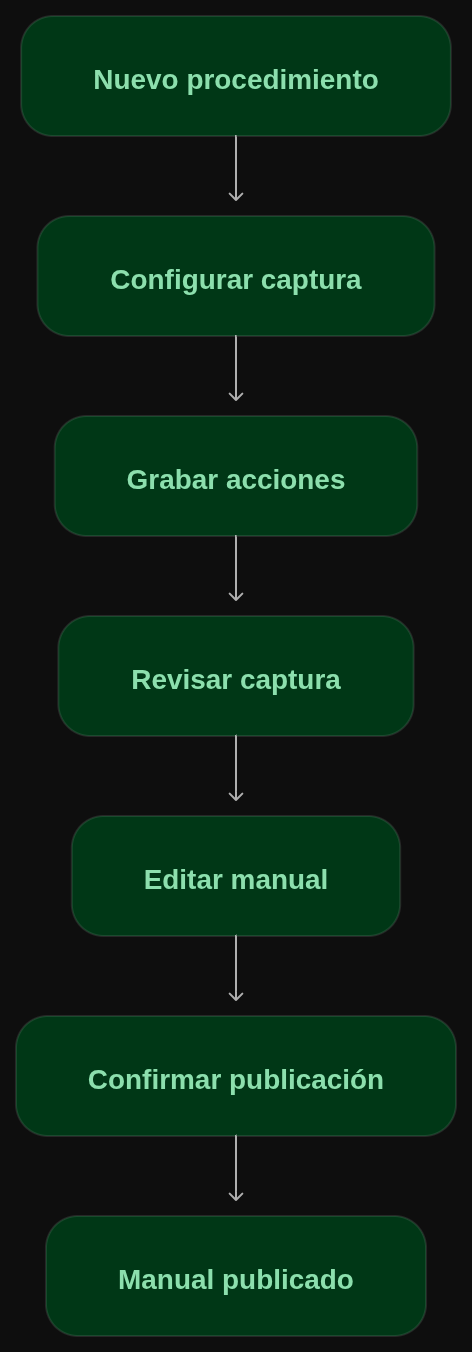 Nuevo procedimiento
Configurar captura
Grabar acciones
Revisar captura
Editar manual
Confirmar publicación
Manual publicado